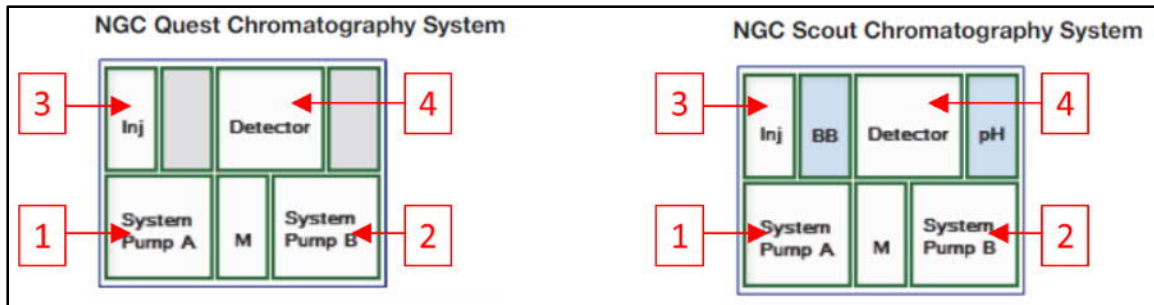 NGC Quest Chromatography System
3
4
Inj
Detector
1
System
Pump A
M
System
Pump B
2
NGC Scout Chromatography System
3
4
Inj
BB
Detector
pH
1
System
Pump A
M
System
Pump B
2